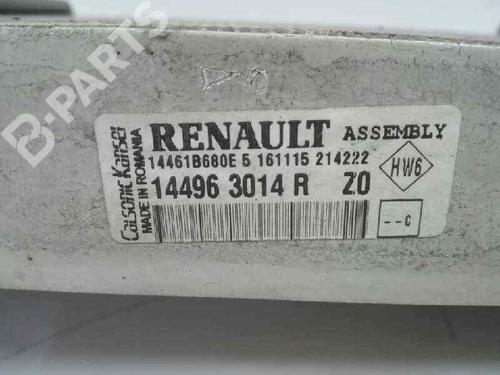 B-Parts
RENAULT ASSEMBLY
14461B680E 5 161115 214222
14496 3014 R Z0
HW6
--C
Calsonic Kansei
MADE IN ROMANIA